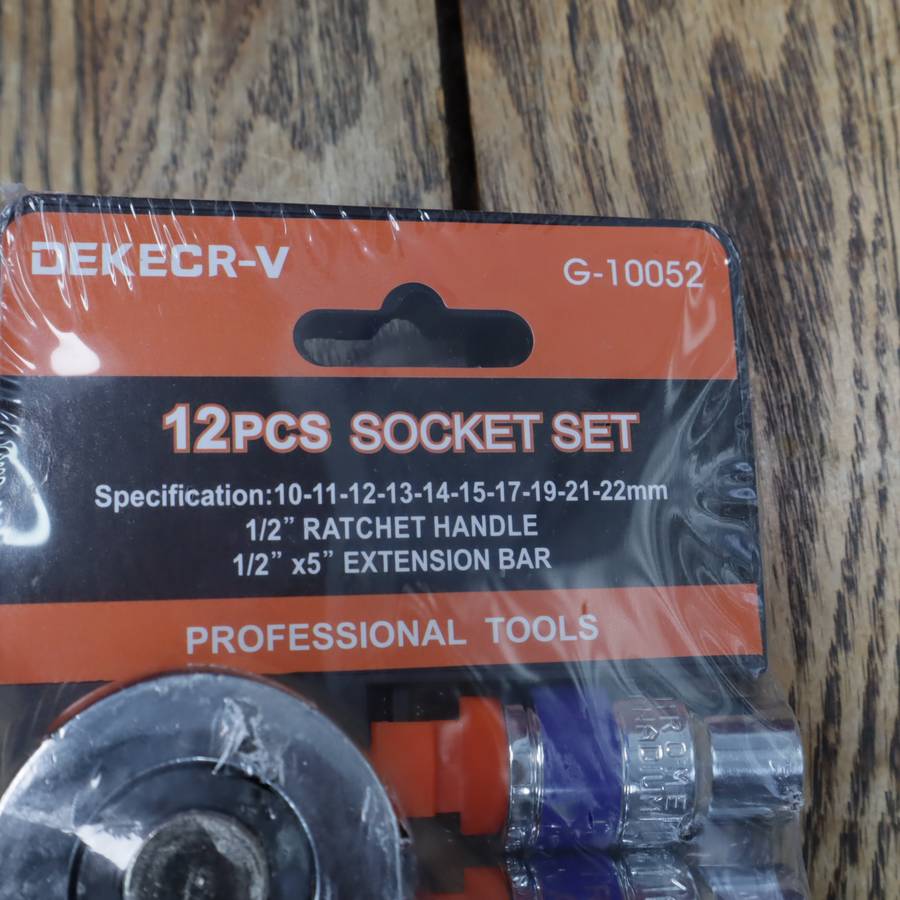 DEKECR-V
G-10052
12PCS SOCKET SET
Specification:10-11-12-13-14-15-17-19-21-22mm
1/2” RATCHET HANDLE
1/2” x5” EXTENSION BAR
PROFESSIONAL TOOLS